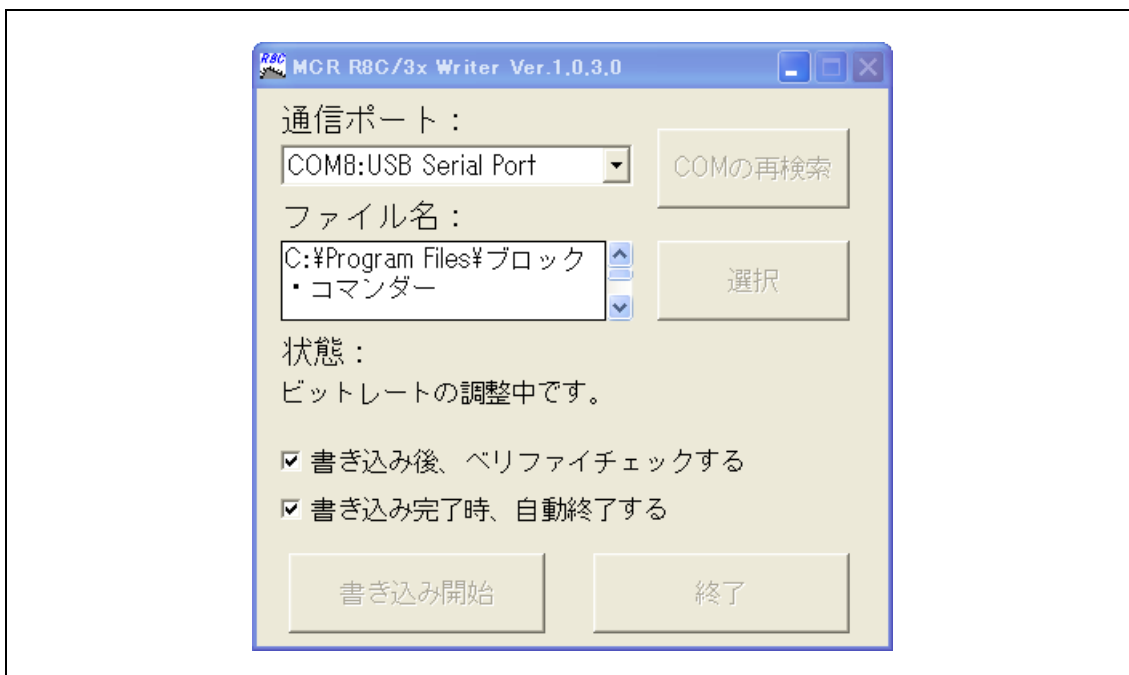 R8C
MCR R8C/3x Writer Ver.1.0.3.0
通信ポート：
COM8:USB Serial Port
COMの再検索
ファイル名：
C:¥Program Files¥ブロック
・コマンダー
選択
状態：
ビットレートの調整中です。
書き込み後、ベリファイチェックする
書き込み完了時、自動終了する
書き込み開始
終了